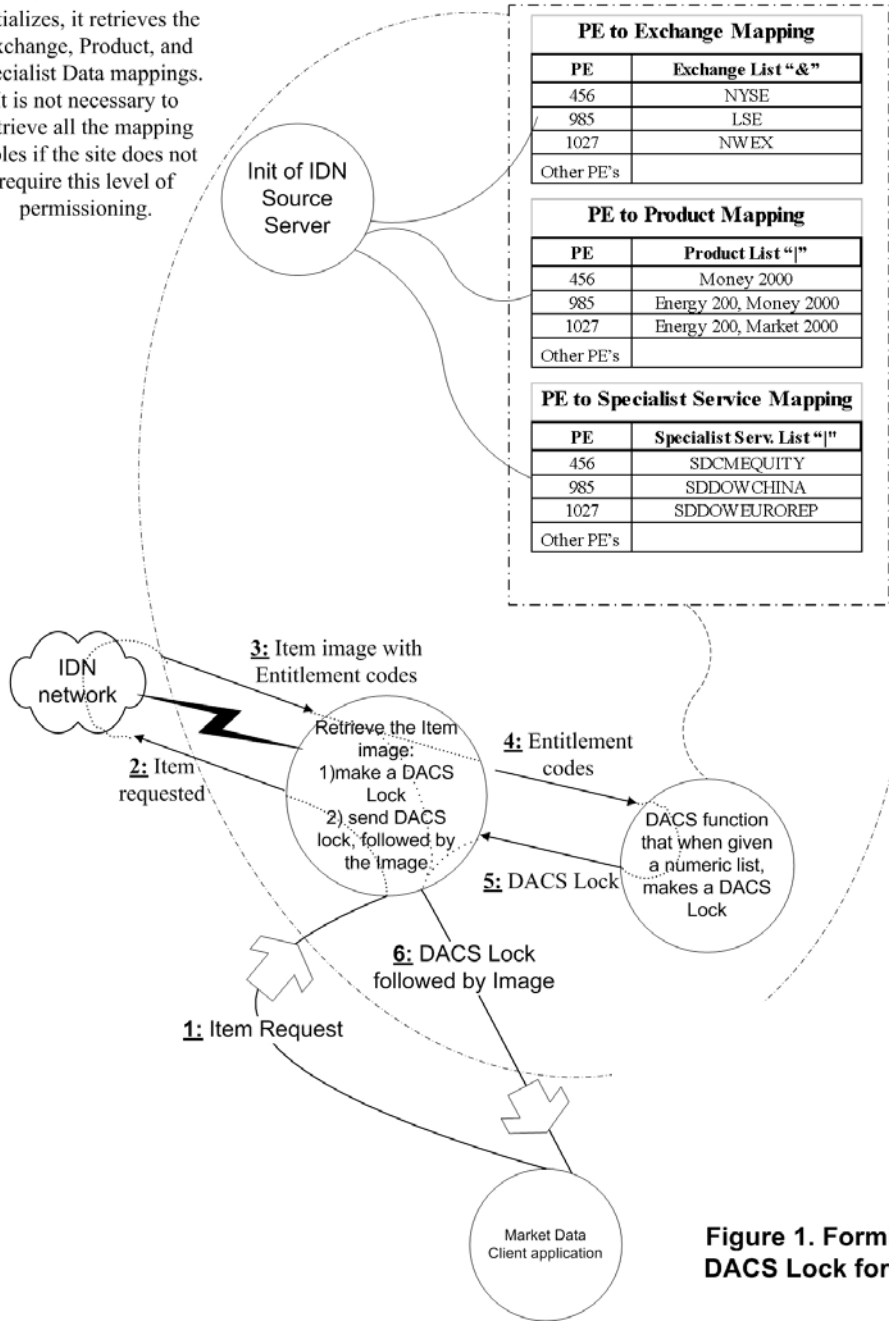 tializes, it retrieves the
xchange, Product, and
ecialist Data mappings.
t is not necessary to
trieve all the mapping
bles if the site does not
require this level of
permissioning.
Init of IDN
Source
Server
PE to Exchange Mapping
PE Exchange List “&”
456 NYSE
985 LSE
1027 NWEX
Other PE's
PE to Product Mapping
PE Product List “|”
456 Money 2000
985 Energy 200, Money 2000
1027 Energy 200, Market 2000
Other PE's
PE to Specialist Service Mapping
PE Specialist Serv. List “|"
456 SDCMEQUITY
985 SDDOWCHINA
1027 SDDOWEUROREP
Other PE's
IDN
network
3: Item image with
Entitlement codes
2: Item
requested
Retrieve the Item
image:
1)make a DACS
Lock
2) send DACS
lock, followed by
the Image
4: Entitlement
codes
5: DACS Lock
DACS function
that when given
a numeric list,
makes a DACS
Lock
6: DACS Lock
followed by Image
1: Item Request
Market Data
Client application
Figure 1. Form
DACS Lock for